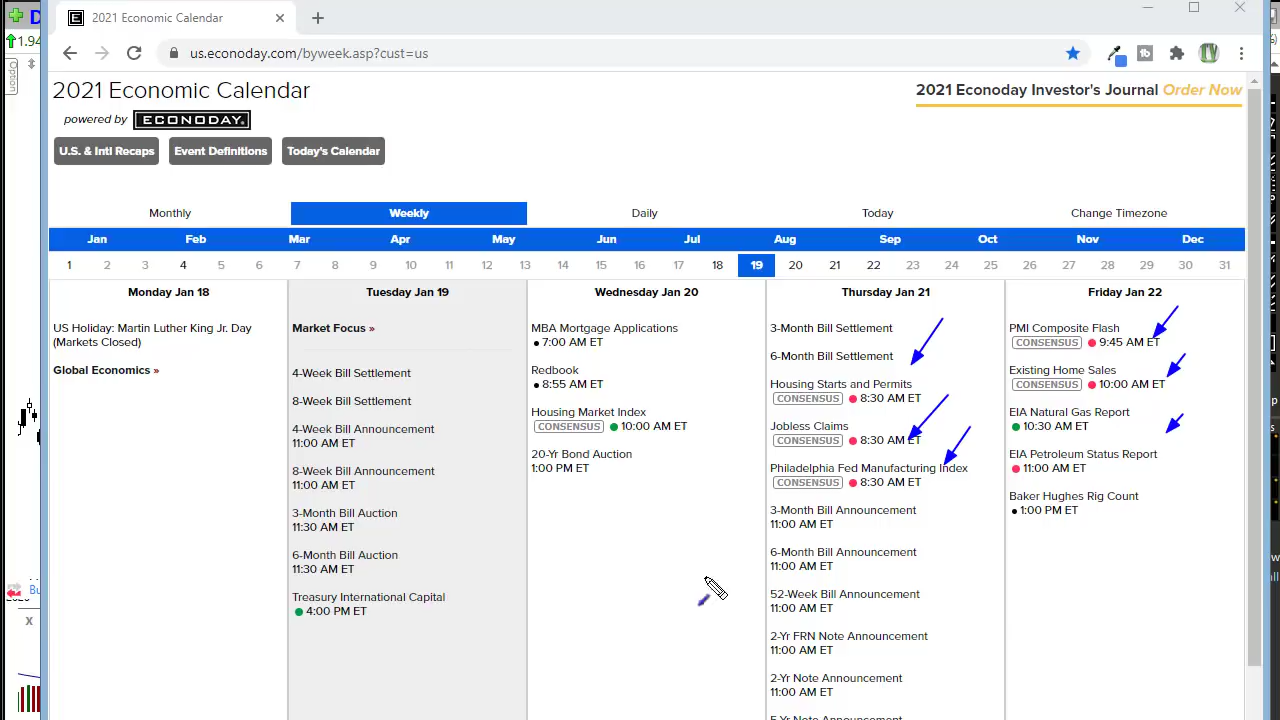 2021 Economic Calendar
1.94
Option
us.econoday.com/byweek.asp?cust=us
2021 Economic Calendar
2021 Econoday Investor's Journal Order Now
powered by ECONODAY.
U.S. & Intl Recaps Event Definitions Today's Calendar
Monthly Weekly Daily Today Change Timezone
Jan Feb Mar Apr May Jun Jul Aug Sep Oct Nov Dec
1 2 3 4 5 6 7 8 9 10 11 12 13 14 15 16 17 18 19 20 21 22 23 24 25 26 27 28 29 30 31
Monday Jan 18
US Holiday: Martin Luther King Jr. Day
(Markets Closed)
Global Economics »
Tuesday Jan 19
Market Focus »
4-Week Bill Settlement
8-Week Bill Settlement
4-Week Bill Announcement
11:00 AM ET
8-Week Bill Announcement
11:00 AM ET
3-Month Bill Auction
11:30 AM ET
6-Month Bill Auction
11:30 AM ET
Treasury International Capital
4:00 PM ET
Wednesday Jan 20
MBA Mortgage Applications
7:00 AM ET
Redbook
8:55 AM ET
Housing Market Index
CONSENSUS 10:00 AM ET
20-Yr Bond Auction
1:00 PM ET
Thursday Jan 21
3-Month Bill Settlement
6-Month Bill Settlement
Housing Starts and Permits
CONSENSUS 8:30 AM ET
Jobless Claims
CONSENSUS 8:30 AM ET
Philadelphia Fed Manufacturing Index
CONSENSUS 8:30 AM ET
3-Month Bill Announcement
11:00 AM ET
6-Month Bill Announcement
11:00 AM ET
52-Week Bill Announcement
11:00 AM ET
2-Yr FRN Note Announcement
11:00 AM ET
2-Yr Note Announcement
11:00 AM ET
5-Yr Note Announcement
Friday Jan 22
PMI Composite Flash
CONSENSUS 9:45 AM ET
Existing Home Sales
CONSENSUS 10:00 AM ET
EIA Natural Gas Report
10:30 AM ET
EIA Petroleum Status Report
11:00 AM ET
Baker Hughes Rig Count
1:00 PM ET